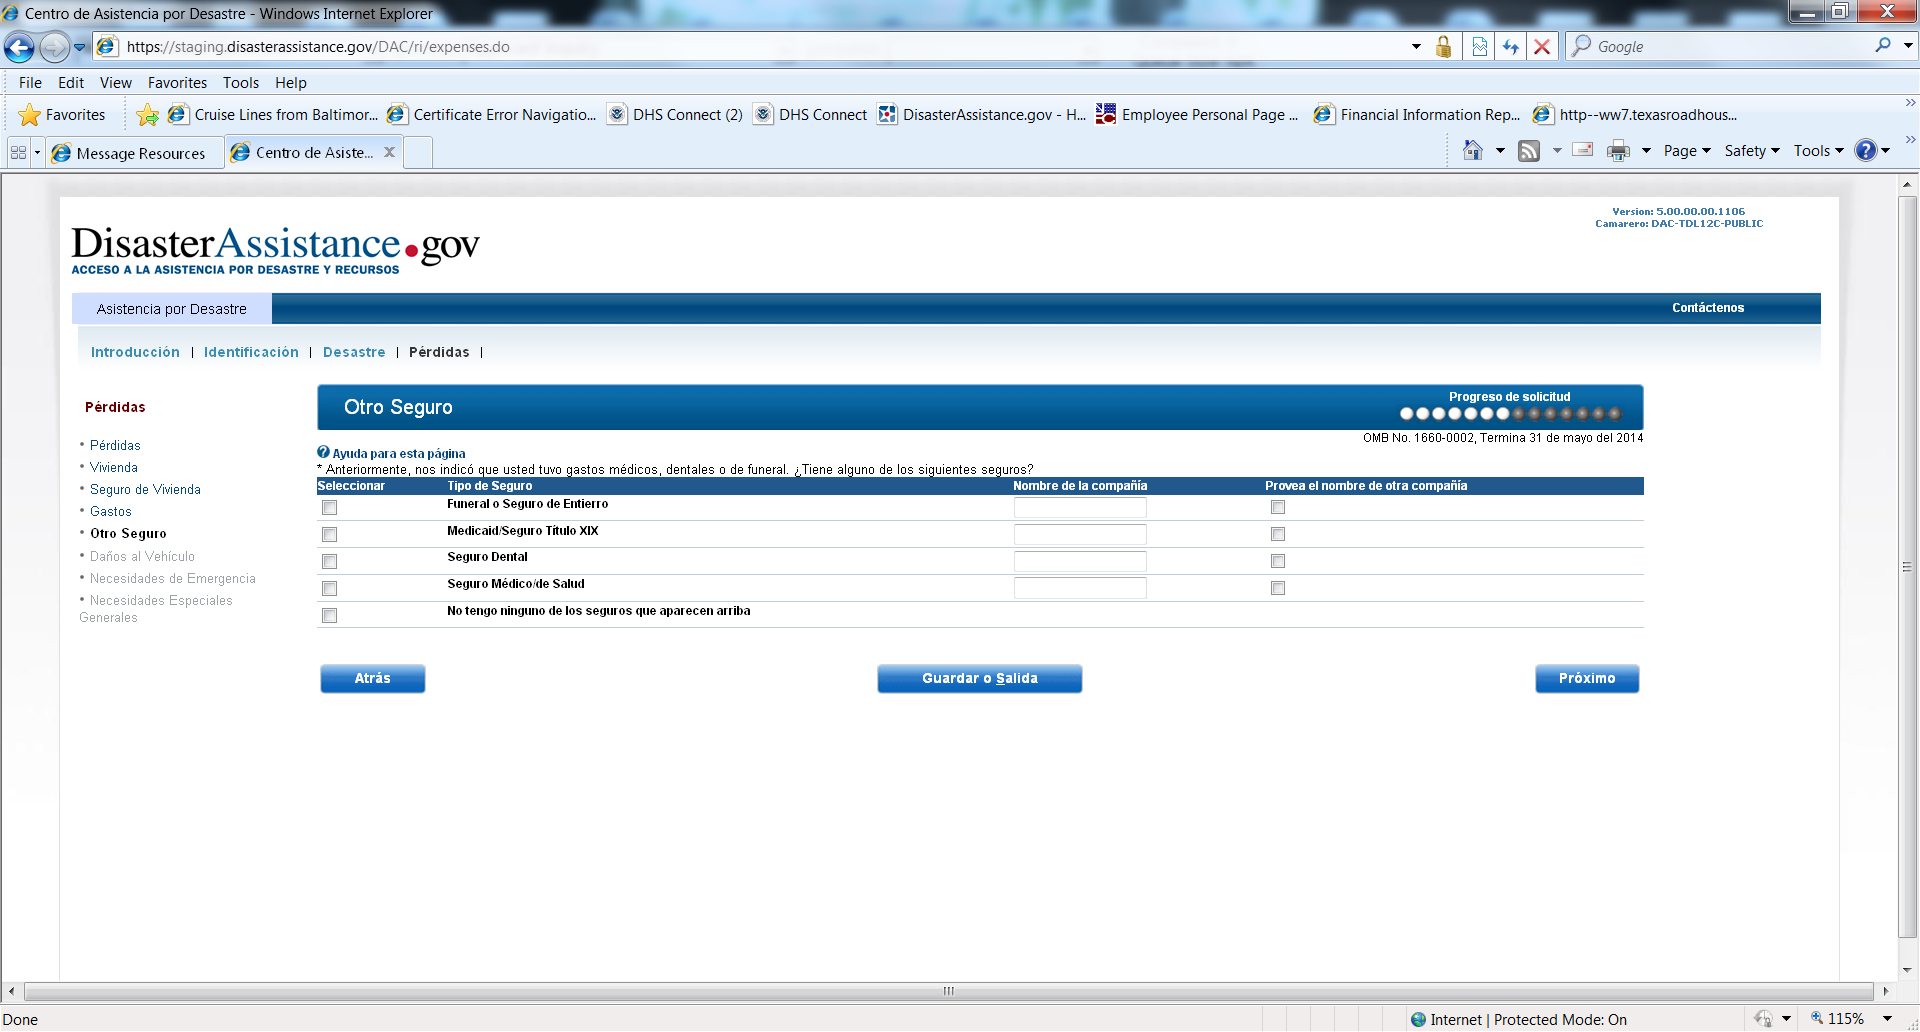 Centro de Asistencia por Desastre - Windows Internet Explorer
https://staging.disasterassistance.gov/DAC/ri/expenses.do
Google
File Edit View Favorites Tools Help
Favorites Cruise Lines from Baltimor... Certificate Error Navigatio... DHS Connect (2) DHS Connect DisasterAssistance.gov - H... Employee Personal Page ... Financial Information Rep... http--ww7.texasroadhous...
Message Resources Centro de Asiste... Page Safety Tools
Version: 5.00.00.00.1106
Camarero: DAC-TDL12C-PUBLIC
DisasterAssistance.gov
ACCESO A LA ASISTENCIA POR DESASTRE Y RECURSOS
Asistencia por Desastre Contáctenos
Introducción | Identificación | Desastre | Pérdidas |
Pérdidas
• Pérdidas
• Vivienda
• Seguro de Vivienda
• Gastos
• Otro Seguro
• Daños al Vehículo
• Necesidades de Emergencia
• Necesidades Especiales
Generales
Otro Seguro
Progreso de solicitud
OMB No. 1660-0002, Termina 31 de mayo del 2014
Ayuda para esta página
* Anteriormente, nos indicó que usted tuvo gastos médicos, dentales o de funeral. ¿Tiene alguno de los siguientes seguros?
Seleccionar Tipo de Seguro Nombre de la compañía Provea el nombre de otra compañía
Funeral o Seguro de Entierro
Medicaid/Seguro Título XIX
Seguro Dental
Seguro Médico/de Salud
No tengo ninguno de los seguros que aparecen arriba
Atrás Guardar o Salida Próximo
Done Internet | Protected Mode: On 115%